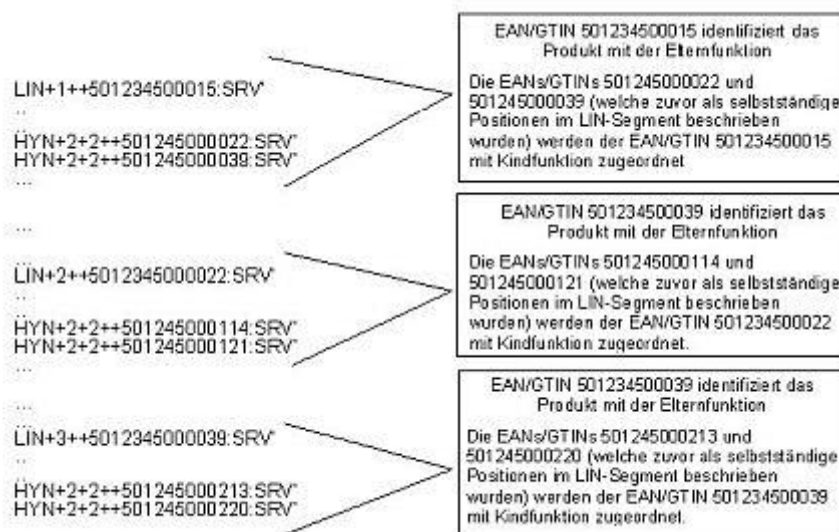 LIN+1++501234500015:SRV'
..
..
HYN+2+2++501245000022:SRV'
HYN+2+2++501245000039:SRV'
...
EAN/GTIN 501234500015 identifiziert das
Produkt mit der Elternfunktion
Die EANs/GTINs 501245000022 und
501245000039 (welche zuvor als selbstständige
Positionen im LIN-Segment beschrieben
wurden) werden der EAN/GTIN 501234500015
mit Kindfunktion zugeordnet
...
...
LIN+2++5012345000022:SRV'
..
..
HYN+2+2++501245000114:SRV'
HYN+2+2++501245000121:SRV'
...
EAN/GTIN 501234500039 identifiziert das
Produkt mit der Elternfunktion
Die EANs/GTINs 501245000114 und
501245000121 (welche zuvor als selbstständige
Positionen im LIN-Segment beschrieben
wurden) werden der EAN/GTIN 501234500022
mit Kindfunktion zugeordnet.
...
...
LIN+3++5012345000039:SRV'
..
..
HYN+2+2++501245000213:SRV'
HYN+2+2++501245000220:SRV'
...
EAN/GTIN 501234500039 identifiziert das
Produkt mit der Elternfunktion
Die EANs/GTINs 501245000213 und
501245000220 (welche zuvor als selbstständige
Positionen im LIN-Segment beschrieben
wurden) werden der EAN/GTIN 501234500039
mit Kindfunktion zugeordnet.